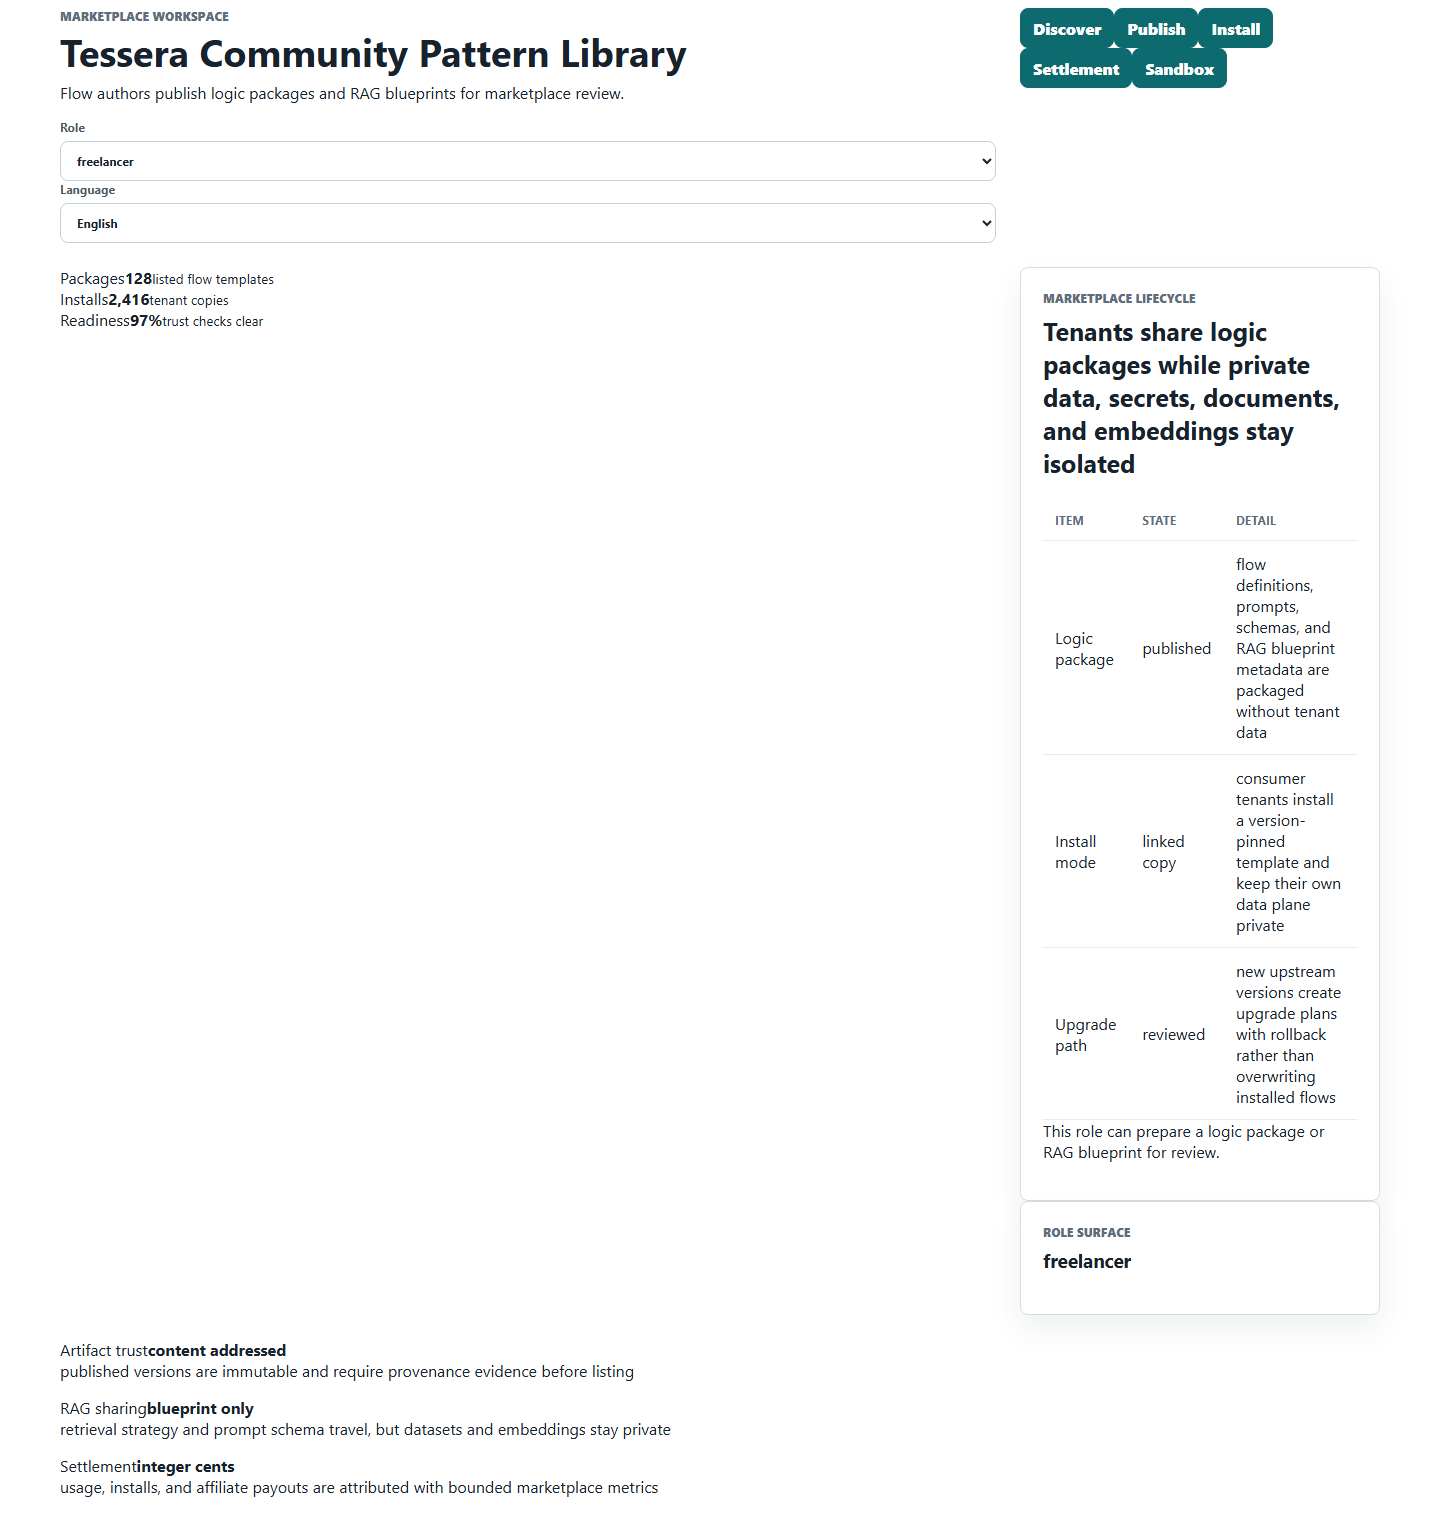 MARKETPLACE WORKSPACE
Tessera Community Pattern Library
Flow authors publish logic packages and RAG blueprints for marketplace review.
Role
freelancer
Language
English
Discover Publish Install
Settlement Sandbox
Packages128listed flow templates
Installs2,416tenant copies
Readiness97%trust checks clear
MARKETPLACE LIFECYCLE
Tenants share logic
packages while private
data, secrets, documents,
and embeddings stay
isolated
ITEM STATE DETAIL
Logic
package
published
flow
definitions,
prompts,
schemas, and
RAG blueprint
metadata are
packaged
without tenant
data
Install
mode
linked
copy
consumer
tenants install
a version-
pinned
template and
keep their own
data plane
private
Upgrade
path
reviewed
new upstream
versions create
upgrade plans
with rollback
rather than
overwriting
installed flows
This role can prepare a logic package or
RAG blueprint for review.
ROLE SURFACE
freelancer
Artifact trustcontent addressed
published versions are immutable and require provenance evidence before listing
RAG sharingblueprint only
retrieval strategy and prompt schema travel, but datasets and embeddings stay private
Settlementinteger cents
usage, installs, and affiliate payouts are attributed with bounded marketplace metrics